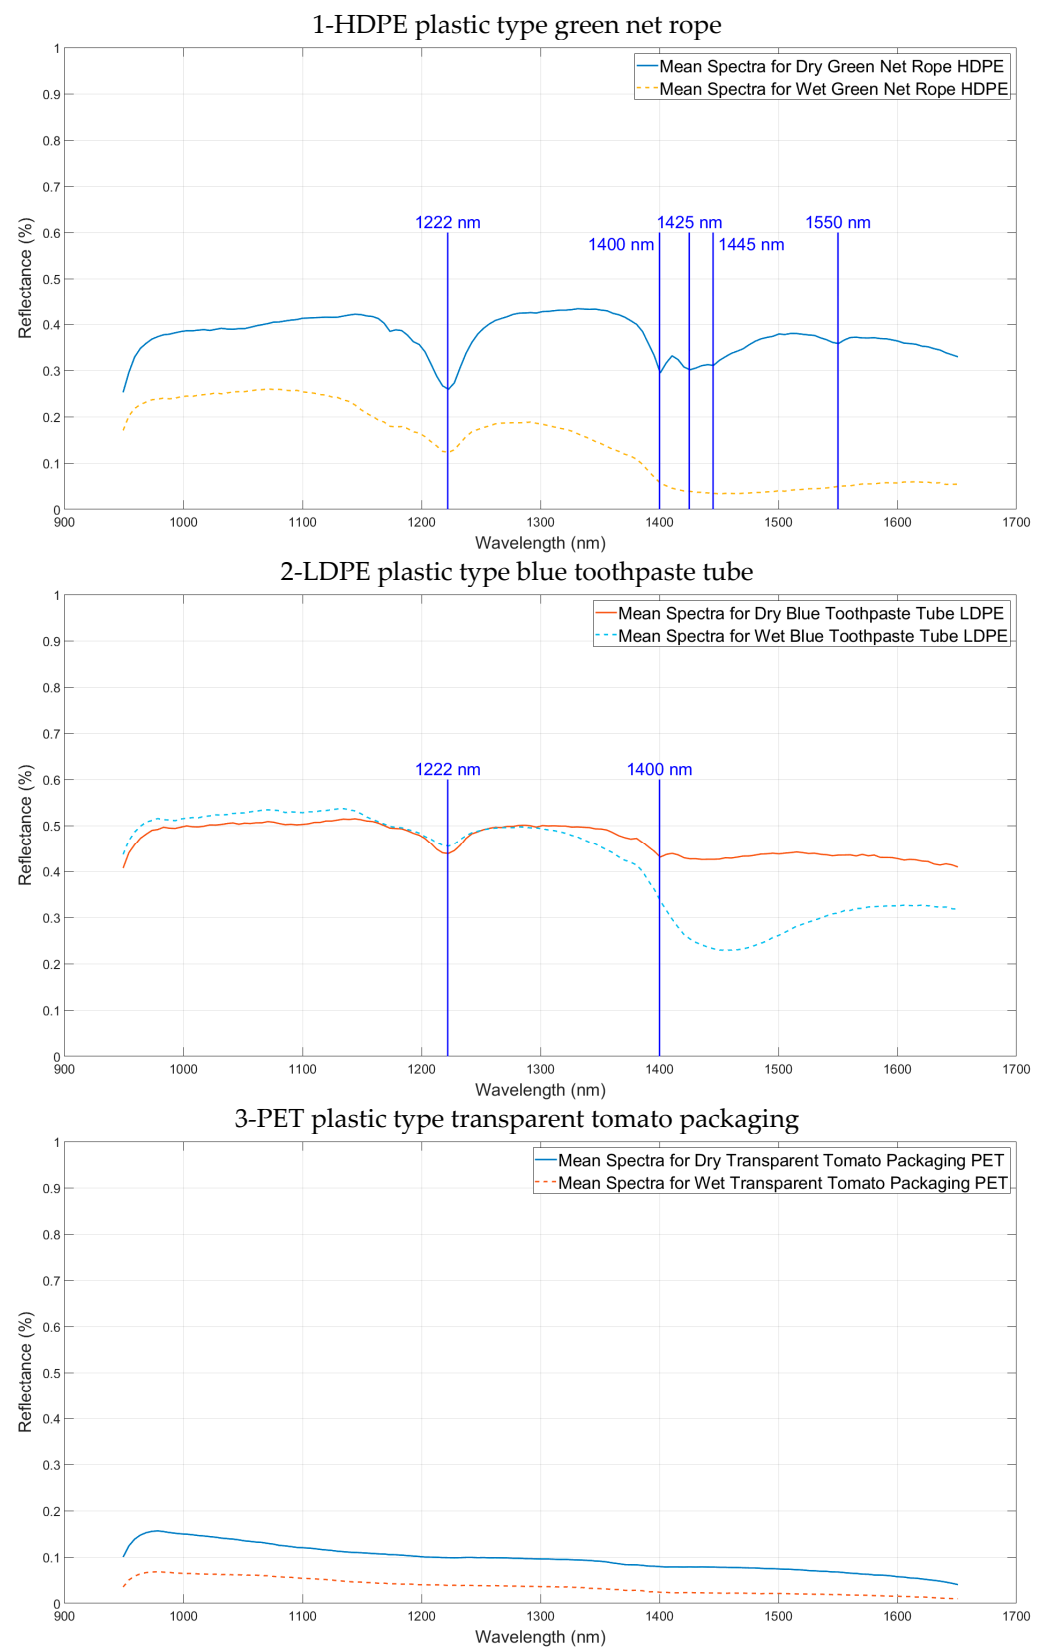 1-HDPE plastic type green net rope
Mean Spectra for Dry Green Net Rope HDPE
Mean Spectra for Wet Green Net Rope HDPE
1
0.9
0.8
0.7
0.6
0.5
0.4
0.3
0.2
0.1
0
Reflectance (%)
1222 nm
1400 nm
1425 nm
1445 nm
1550 nm
900 1000 1100 1200 1300 1400 1500 1600 1700
Wavelength (nm)
2-LDPE plastic type blue toothpaste tube
Mean Spectra for Dry Blue Toothpaste Tube LDPE
Mean Spectra for Wet Blue Toothpaste Tube LDPE
1
0.9
0.8
0.7
0.6
0.5
0.4
0.3
0.2
0.1
0
Reflectance (%)
1222 nm
1400 nm
900 1000 1100 1200 1300 1400 1500 1600 1700
Wavelength (nm)
3-PET plastic type transparent tomato packaging
Mean Spectra for Dry Transparent Tomato Packaging PET
Mean Spectra for Wet Transparent Tomato Packaging PET
1
0.9
0.8
0.7
0.6
0.5
0.4
0.3
0.2
0.1
0
Reflectance (%)
900 1000 1100 1200 1300 1400 1500 1600 1700
Wavelength (nm)